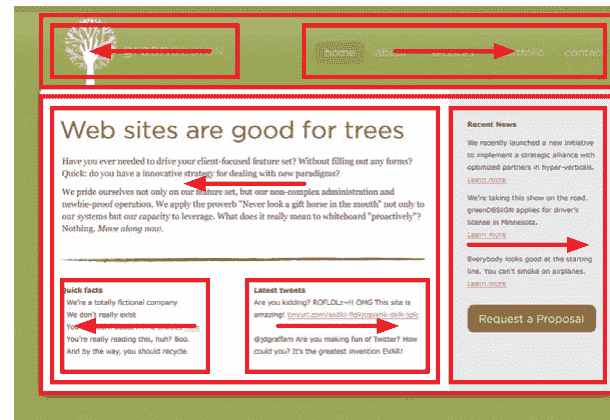 home
Web sites are good for trees
Have you ever needed to drive your client-focused feature set? Without filling out any forms?
Quick: do you have a innovative strategy for dealing with new paradigms?
We pride ourselves not only on our feature set, but our non-complex administration and
newbie-proof operation. We apply the proverb "Never look a gift horse in the mouth" not only to
our systems but our capacity to leverage. What does it really mean to whiteboard "proactively"?
Nothing. Move along now.
Quick facts
We're a totally fictional company
We don't really exist
You're really reading this, huh? Boo.
And by the way, you should recycle.
Latest tweets
Are you kidding? ROFLOLz~!! OMG This site is
amazing!
@jdgraffam Are you making fun of Twitter? How
could you? It's the greatest invention EVAR!
Recent News
We recently launched a new initiative
to implement a strategic alliance with
optimized partners in hyper-verticals.
Learn more
We're taking this show on the road.
greenDESIGN applies for driver's
license in Minnesota.
Learn more
Everybody looks good at the starting
line. You can't smoke on airplanes.
Learn more
Request a Proposal